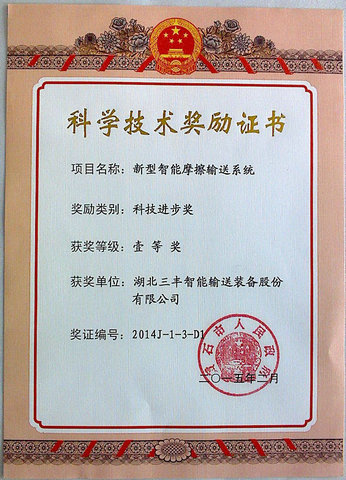 科学技术奖励证书
项目名称：新型智能摩擦输送系统
奖励类别：科技进步奖
获奖等级：壹等奖
获奖单位：湖北三丰智能输送装备股份
有限公司
奖证编号：2014J-1-3-D1
黄石市人民政府
二〇一五年二月